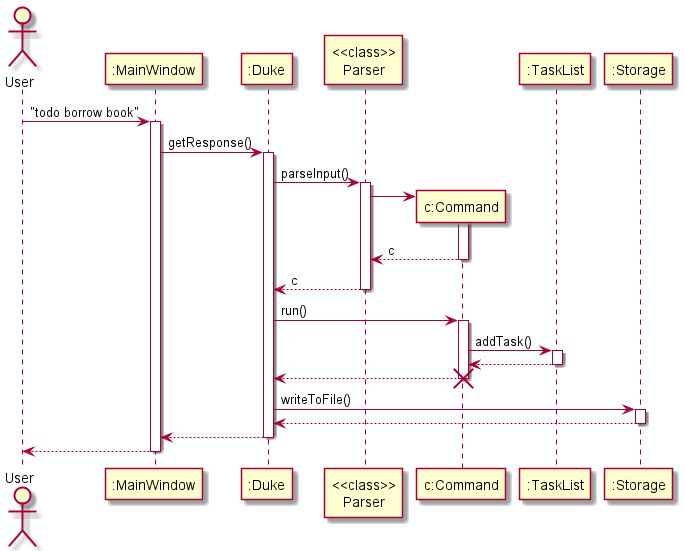 User
:MainWindow
:Duke
<<class>>
Parser
:TaskList
:Storage
"todo borrow book"
getResponse()
parseInput()
c:Command
c
c
run()
addTask()
writeToFile()
User
:MainWindow
:Duke
<<class>>
Parser
c:Command
:TaskList
:Storage